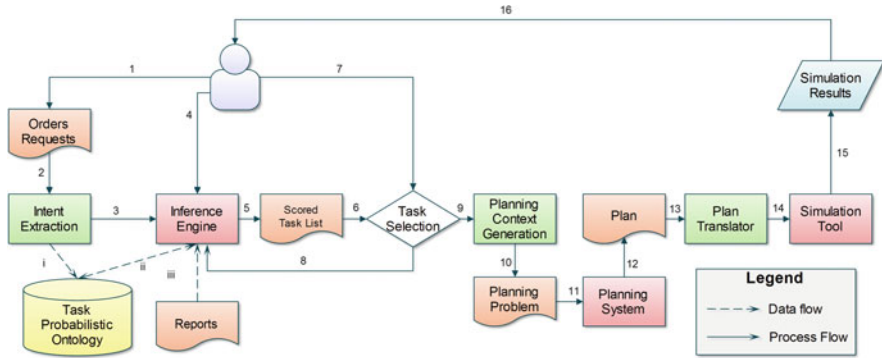 16
1
7
4
Orders
Requests
2
Intent
Extraction
3
Inference
Engine
5
Scored
Task List
6
Task
Selection
9
Planning
Context
Generation
8
10
Planning
Problem
11
Planning
System
12
Plan
13
Plan
Translator
14
Simulation
Tool
15
Simulation
Results
i
ii
iii
Task
Probabilistic
Ontology
Reports
Legend
Data flow
Process Flow